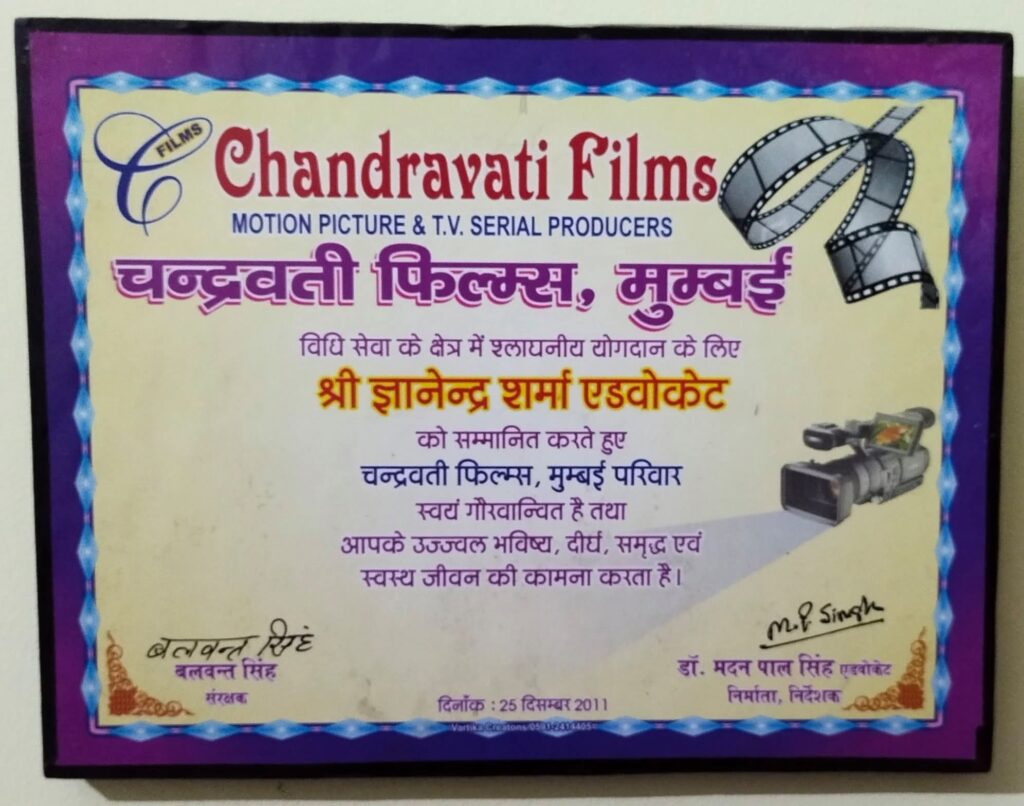 FILMS
Chandravati Films
MOTION PICTURE & T.V. SERIAL PRODUCERS
चन्द्रवती फिल्म्स, मुम्बई
विधि सेवा के क्षेत्र में श्लाघनीय योगदान के लिए
श्री ज्ञानेन्द्र शर्मा एडवोकेट
को सम्मानित करते हुए
चन्द्रवती फिल्म्स, मुम्बई परिवार
स्वयं गौरवान्वित है तथा
आपके उज्ज्वल भविष्य, दीर्घ, समृद्ध एवं
स्वस्थ जीवन की कामना करता है।
बलवन्त सिंह
बलवन्त सिंह
संरक्षक
दिनाँक : 25 दिसम्बर 2011
M.P. Singh
डॉ. मदन पाल सिंह एडवोकेट
निर्माता, निर्देशक